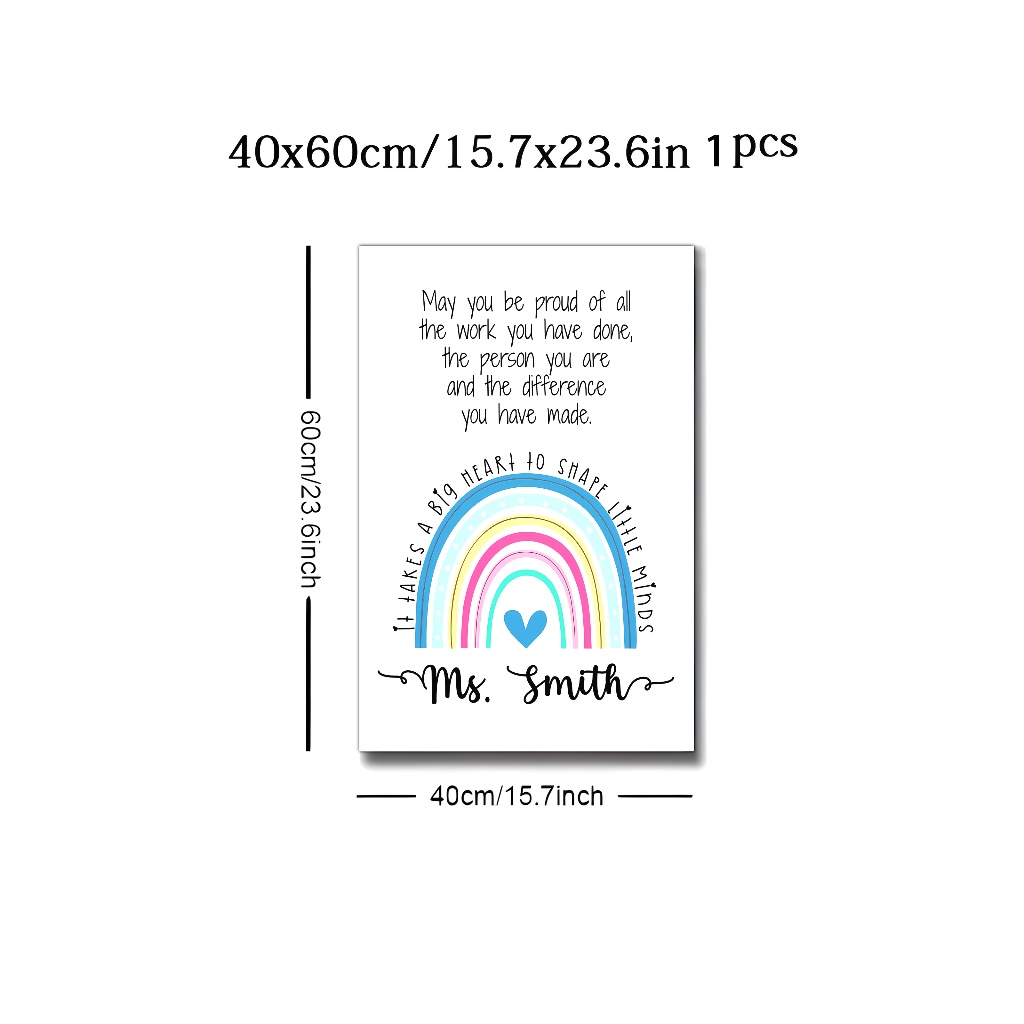 40x60cm/15.7x23.6in 1pcs
May you be proud of all
the work you have done,
the person you are
and the difference
you have made.
IT TAKES A BIG HEART TO SHAPE LITTLE MINDS
Ms. Smith
60cm/23.6inch
40cm/15.7inch